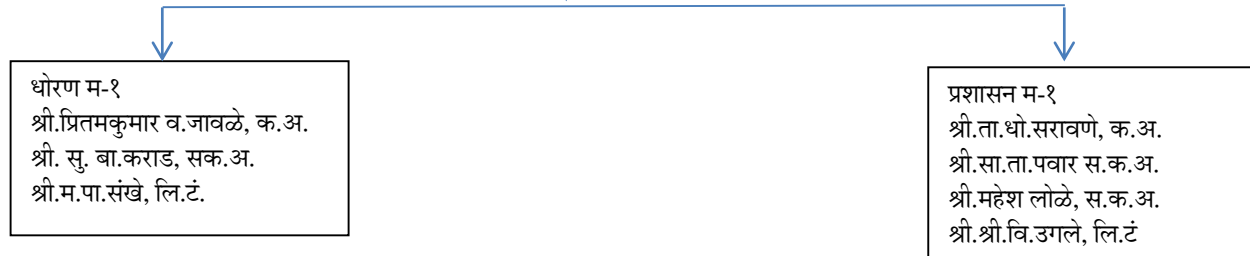 धोरण म-१
श्री.प्रितमकुमार व.जावळे, क.अ.
श्री. सु. बा.कराड, सक.अ.
श्री.म.पा.संखे, लि.टं.
प्रशासन म-१
श्री.ता.धो.सरावणे, क.अ.
श्री.सा.ता.पवार स.क.अ.
श्री.महेश लोळे, स.क.अ.
श्री.श्री.वि.उगले, लि.टं